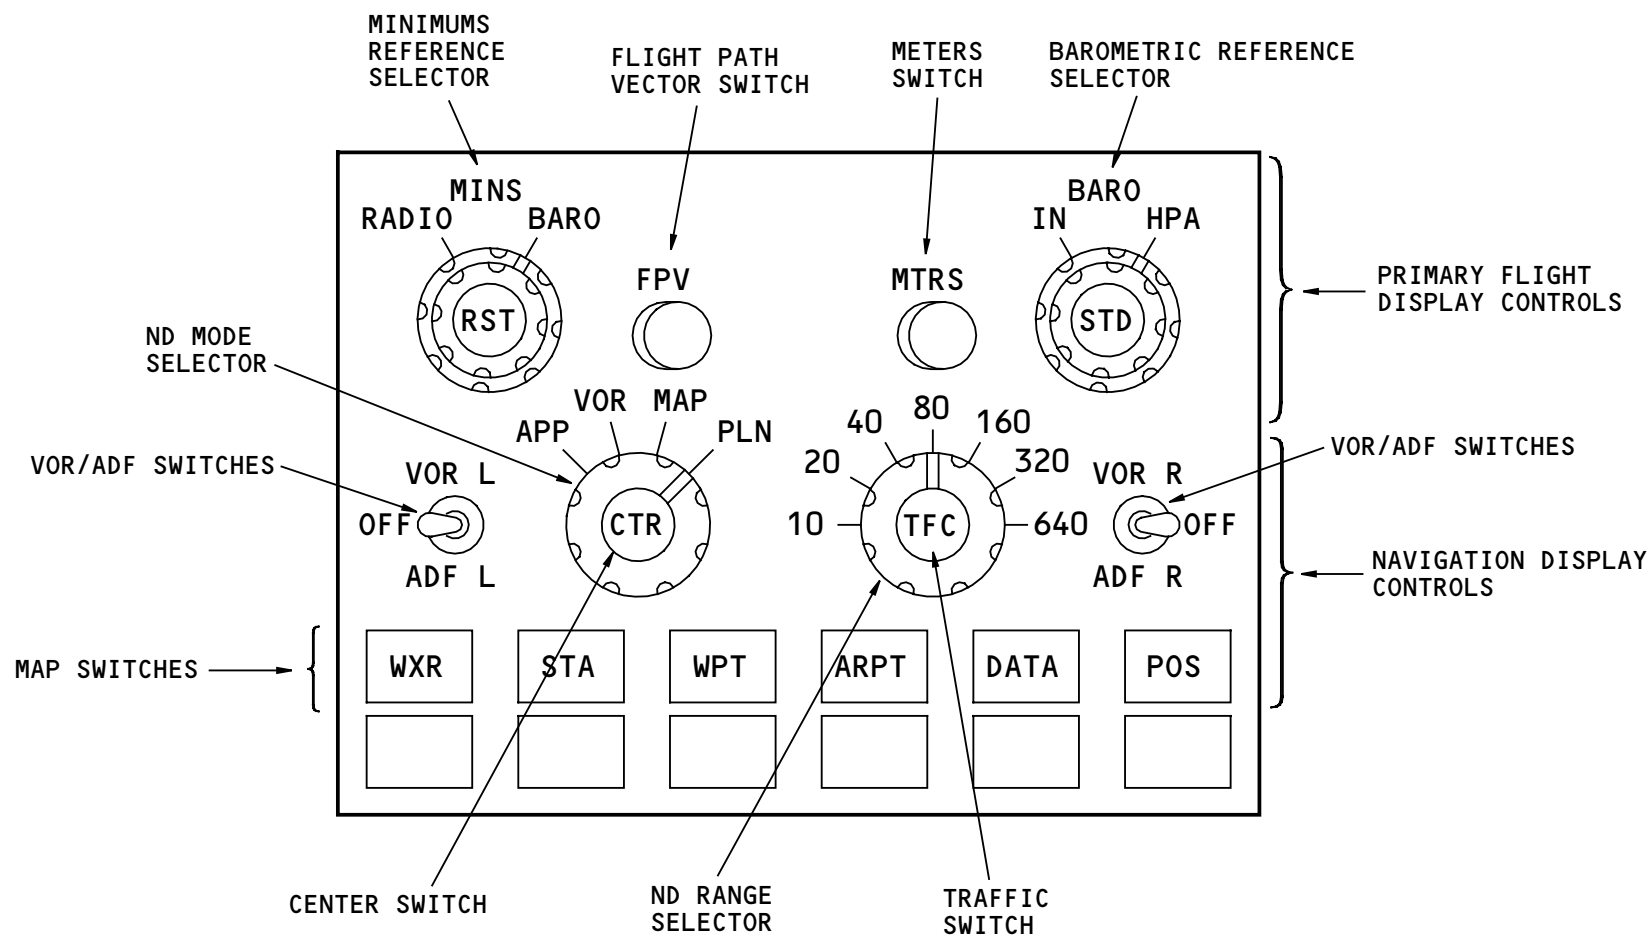 MINIMUMS
REFERENCE
SELECTOR
FLIGHT PATH
VECTOR SWITCH
METERS
SWITCH
BAROMETRIC REFERENCE
SELECTOR
MINS
RADIO BARO
RST
FPV
MTRS
BARO
IN HPA
STD
PRIMARY FLIGHT
DISPLAY CONTROLS
ND MODE
SELECTOR
APP VOR MAP PLN
CTR
10 20 40 80 160 320 640
TFC
VOR/ADF SWITCHES
VOR L
OFF
ADF L
VOR R
OFF
ADF R
VOR/ADF SWITCHES
NAVIGATION DISPLAY
CONTROLS
MAP SWITCHES
WXR STA WPT ARPT DATA POS
CENTER SWITCH
ND RANGE
SELECTOR
TRAFFIC
SWITCH